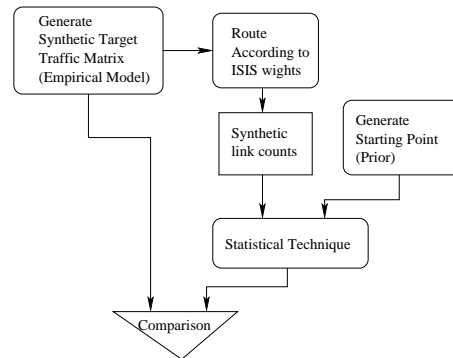 Generate
Synthetic Target
Traffic Matrix
(Empirical Model)
Route
According to
ISIS wights
Synthetic
link counts
Generate
Starting Point
(Prior)
Statistical Technique
Comparison